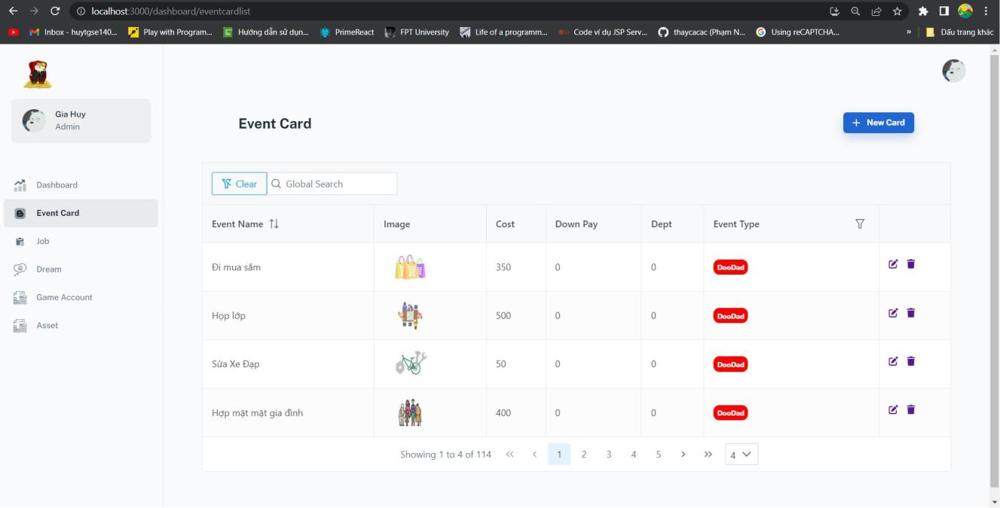 localhost:3000/dashboard/eventcardlist
Inbox - huytgse140... Play with Program... Hướng dẫn sử dụn... PrimeReact FPT University Life of a programm... Code ví dụ JSP Serv... thaycacac (Phạm N... Using reCAPTCHA... » Dấu trang khác
Gia Huy
Admin
Dashboard
Event Card
Job
Dream
Game Account
Asset
Event Card
+ New Card
Clear Global Search
Event Name Image Cost Down Pay Dept Event Type
Đi mua sắm 350 0 0 DooDad
Họp lớp 500 0 0 DooDad
Sửa Xe Đạp 50 0 0 DooDad
Hợp mặt mặt gia đình 400 0 0 DooDad
Showing 1 to 4 of 114 << < 1 2 3 4 5 > >> 4